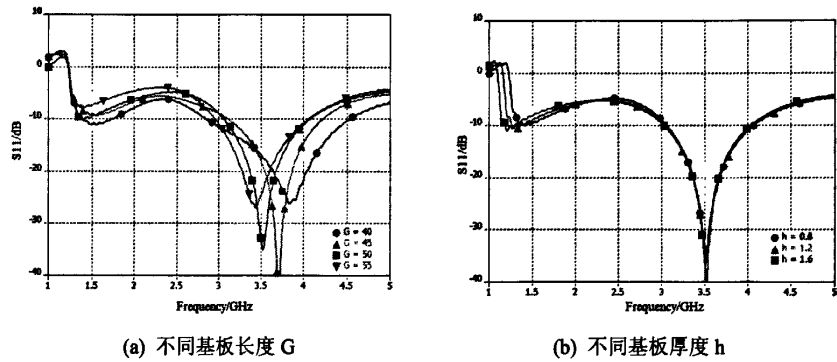 10
0
-10
-20
-30
-40
S11/dB
1 1.5 2 2.5 3 3.5 4 4.5 5
Frequency/GHz
G = 40
G = 45
G = 50
G = 55
(a) 不同基板长度 G
10
0
-10
-20
-30
-40
S11/dB
1 1.5 2 2.5 3 3.5 4 4.5 5
Frequency/GHz
h = 0.8
h = 1.2
h = 1.6
(b) 不同基板厚度 h